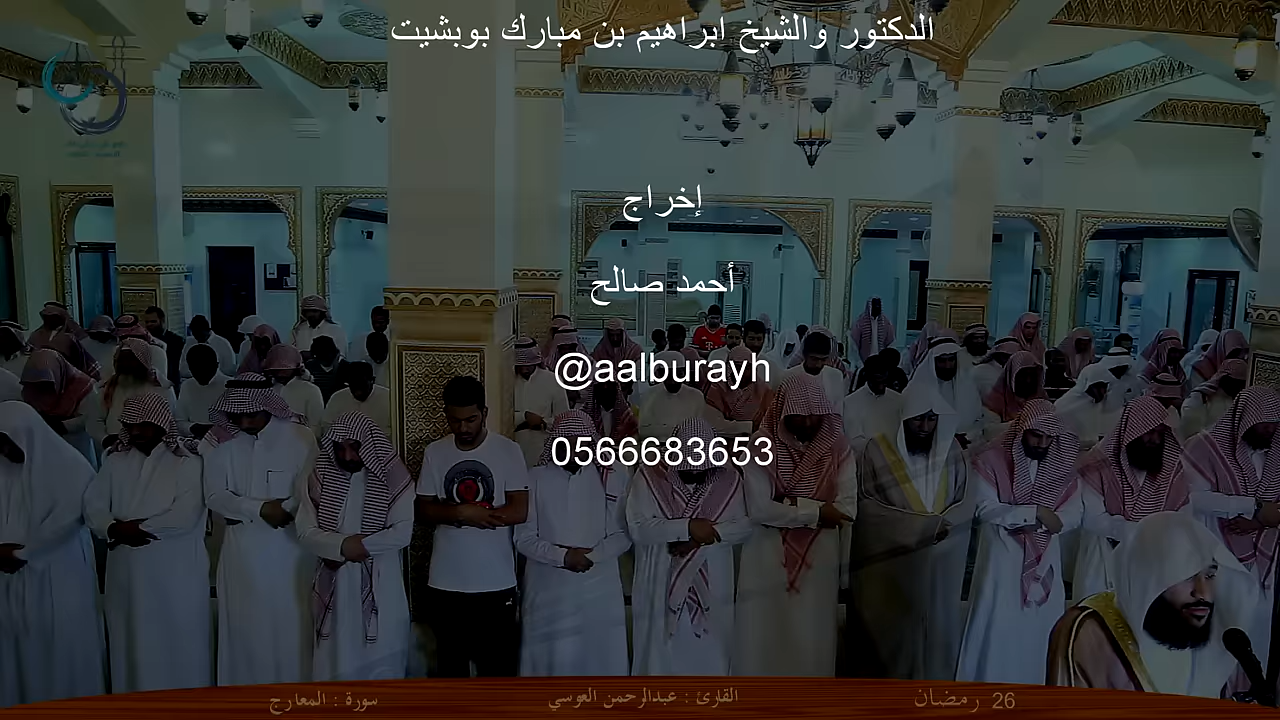 الدكتور والشيخ ابراهيم بن مبارك بوبشيت
إخراج
أحمد صالح
@aalburayh
0566683653
26 رمضان
القارئ : عبدالرحمن العوسي
سورة : المعارج